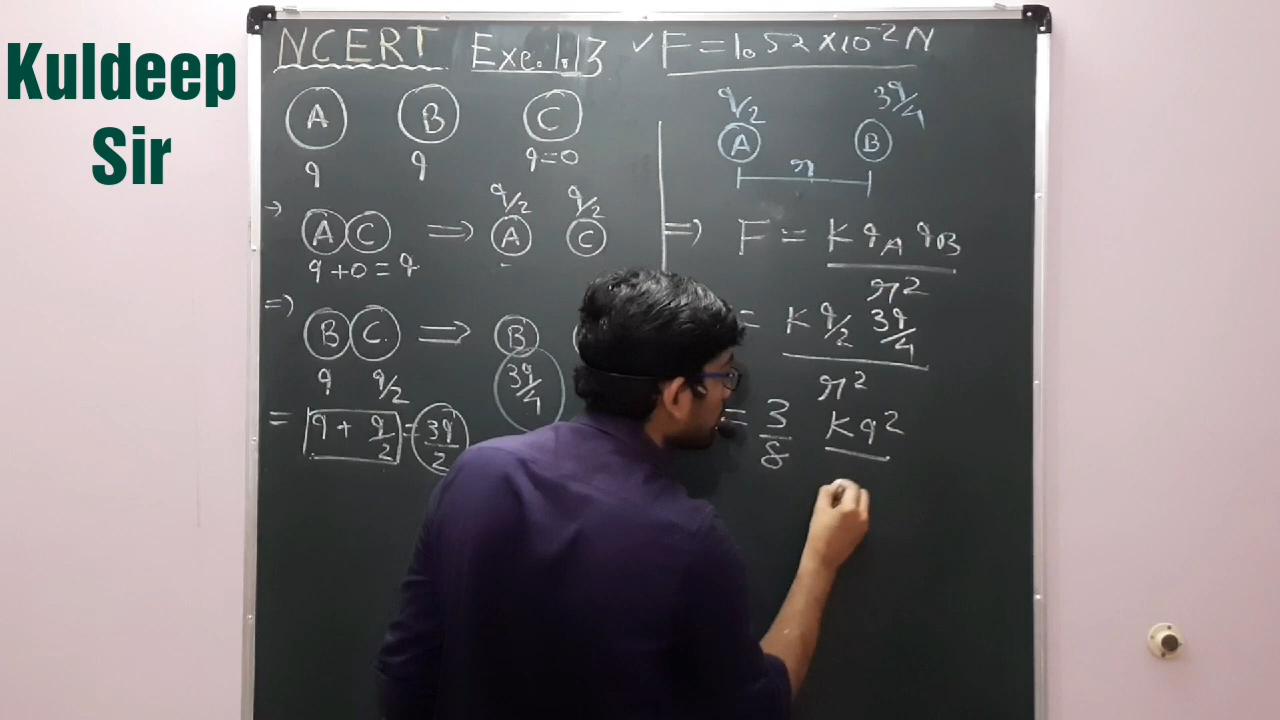 Kuldeep
Sir
NCERT Exe. 1.13
A B C
q q q=0
→ A C ⇒ q/2 q/2
A C
q+0=q
⇒ B C ⇒ B
q q/2 3q/4
= q + q/2 = 3q/2
✓ F = 1.52 × 10⁻² N
q/2 3q/4
A B
r
⇒ F = K qA qB
r²
= K q/2 3q/4
r²
= 3/8 Kq²